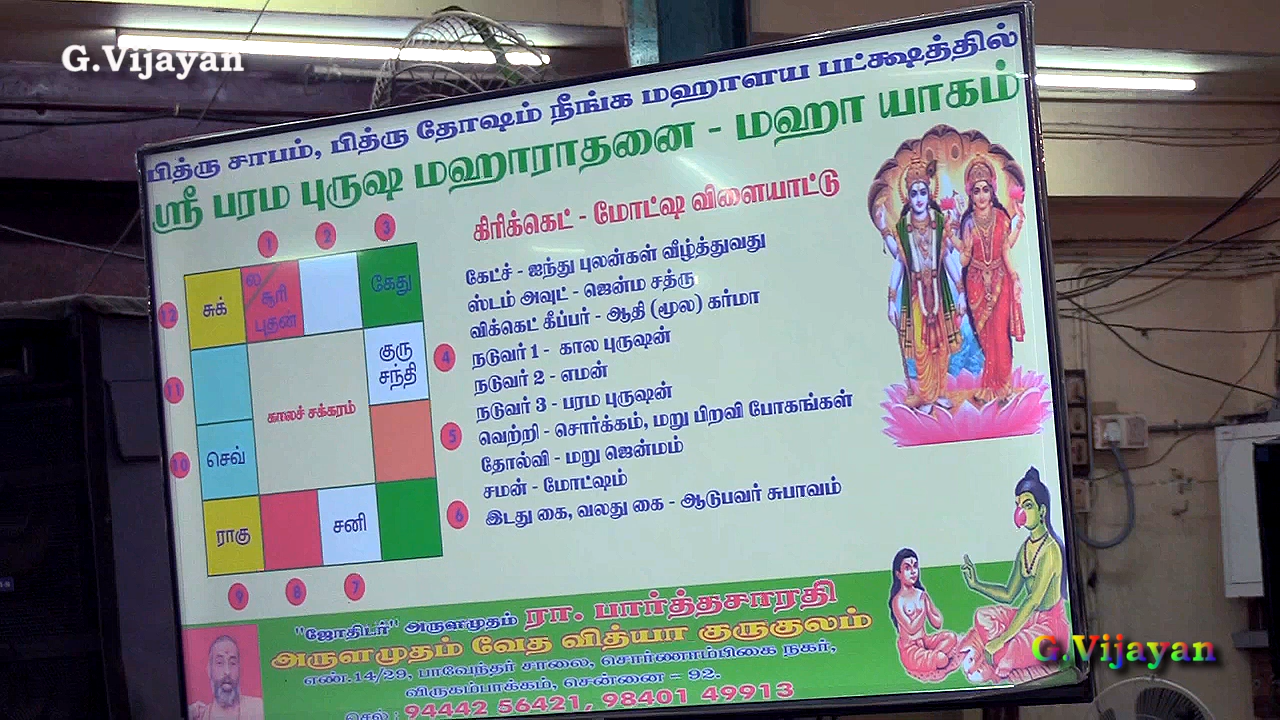 G.Vijayan
பித்ரு சாபம், பித்ரு தோஷம் நீங்க மஹாளய பட்க்ஷத்தில்
ஸ்ரீ பரம புருஷ மஹாராதனை - மஹா யாகம்
கிரிக்கெட் - மோட்ஷ விளையாட்டு
1 2 3
12 சுக் ல சூரி புதன் கேது
குரு சந்தி 4
11
காலச் சக்கரம்
5
10 செவ்
ராகு சனி 6
9 8 7
கேட்ச் - ஐந்து புலன்கள் வீழ்த்துவது
ஸ்டம் அவுட் - ஜென்ம சத்ரு
விக்கெட் கீப்பர் - ஆதி (மூல) கர்மா
நடுவர் 1 - கால புருஷன்
நடுவர் 2 - எமன்
நடுவர் 3 - பரம புருஷன்
வெற்றி - சொர்க்கம், மறு பிறவி போகங்கள்
தோல்வி - மறு ஜென்மம்
சமன் - மோட்ஷம்
இடது கை, வலது கை - ஆடுபவர் சுபாவம்
"ஜோதிடர்" அருளமுதம் ரா. பார்த்தசாரதி
அருளமுதம் வேத வித்யா குருகுலம்
எண்.14/29, பாவேந்தர் சாலை, சொர்ணாம்பிகை நகர்,
விருகம்பாக்கம், சென்னை – 92.
செல் : 94442 56421, 98401 49913
G.Vijayan